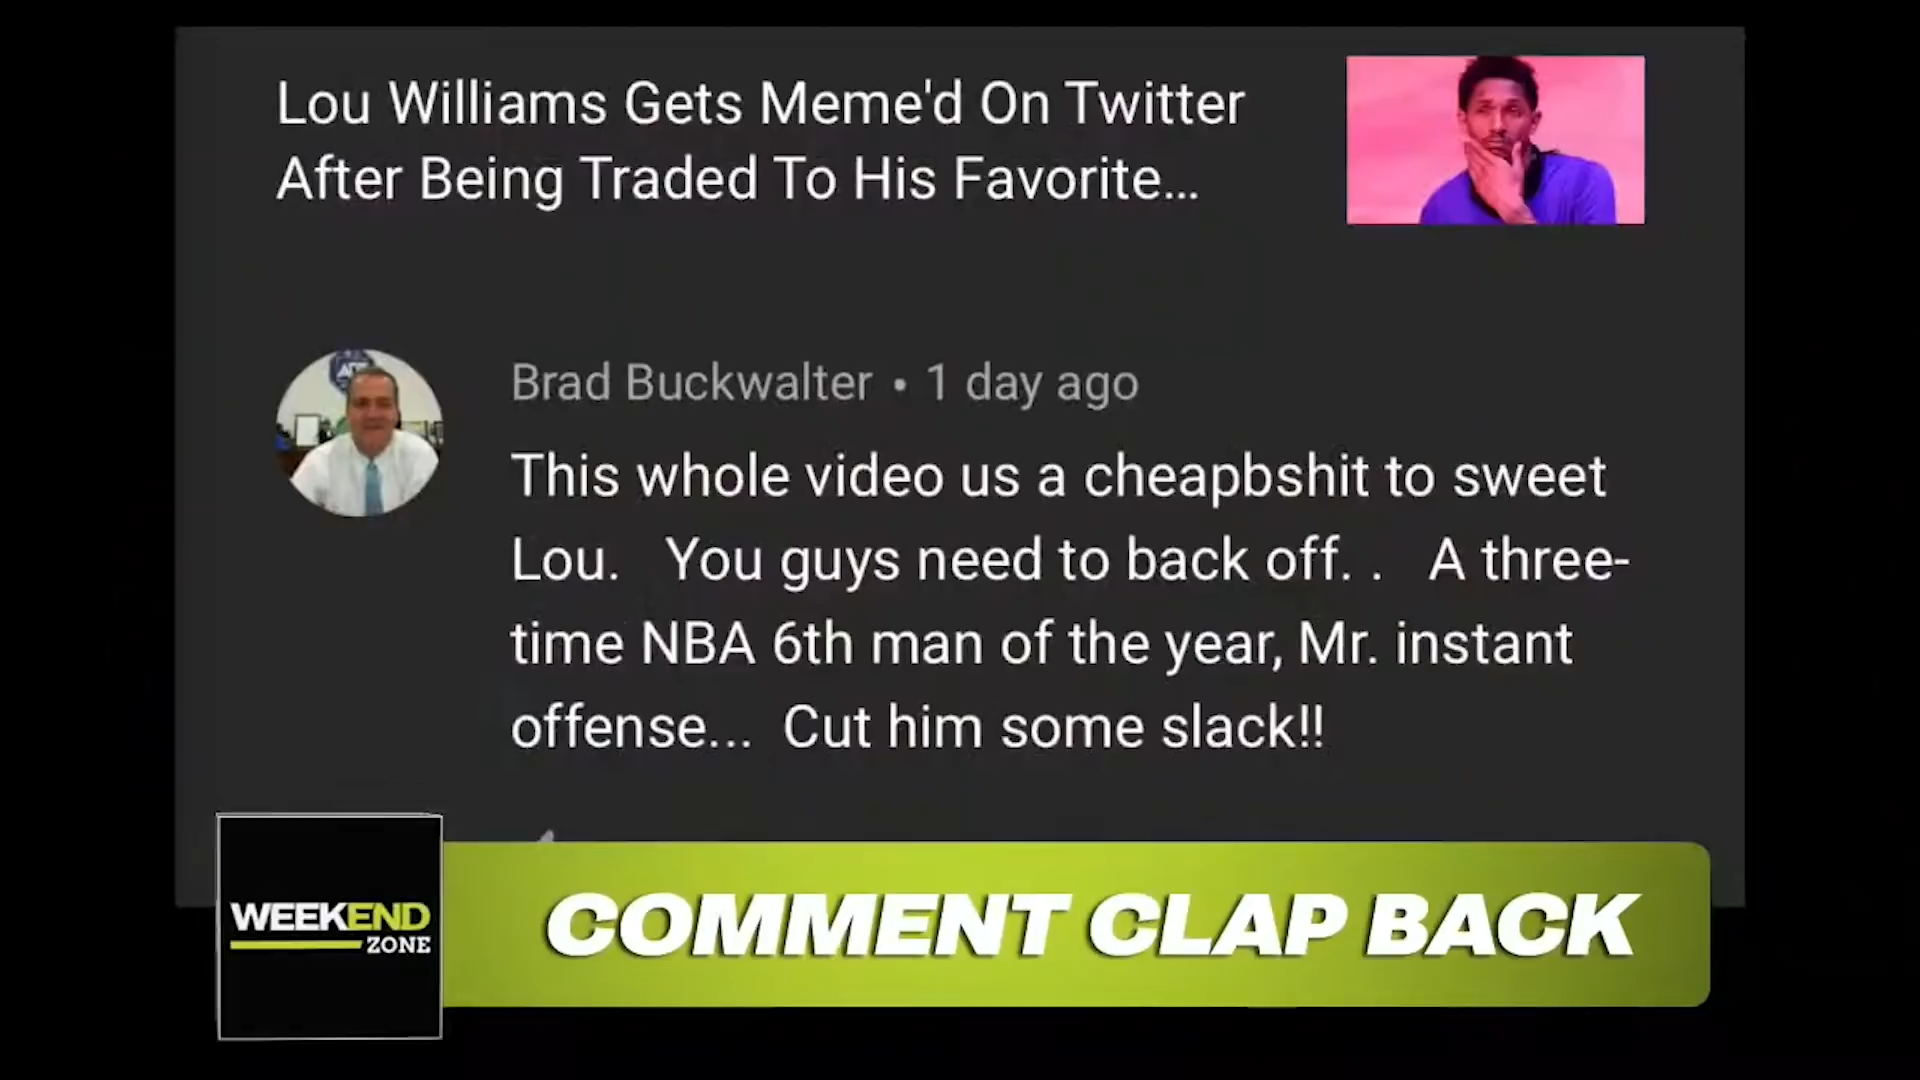 Lou Williams Gets Meme'd On Twitter
After Being Traded To His Favorite...
Brad Buckwalter • 1 day ago
This whole video us a cheapbshit to sweet
Lou. You guys need to back off. . A three-
time NBA 6th man of the year, Mr. instant
offense... Cut him some slack!!
WEEKEND
ZONE
COMMENT CLAP BACK